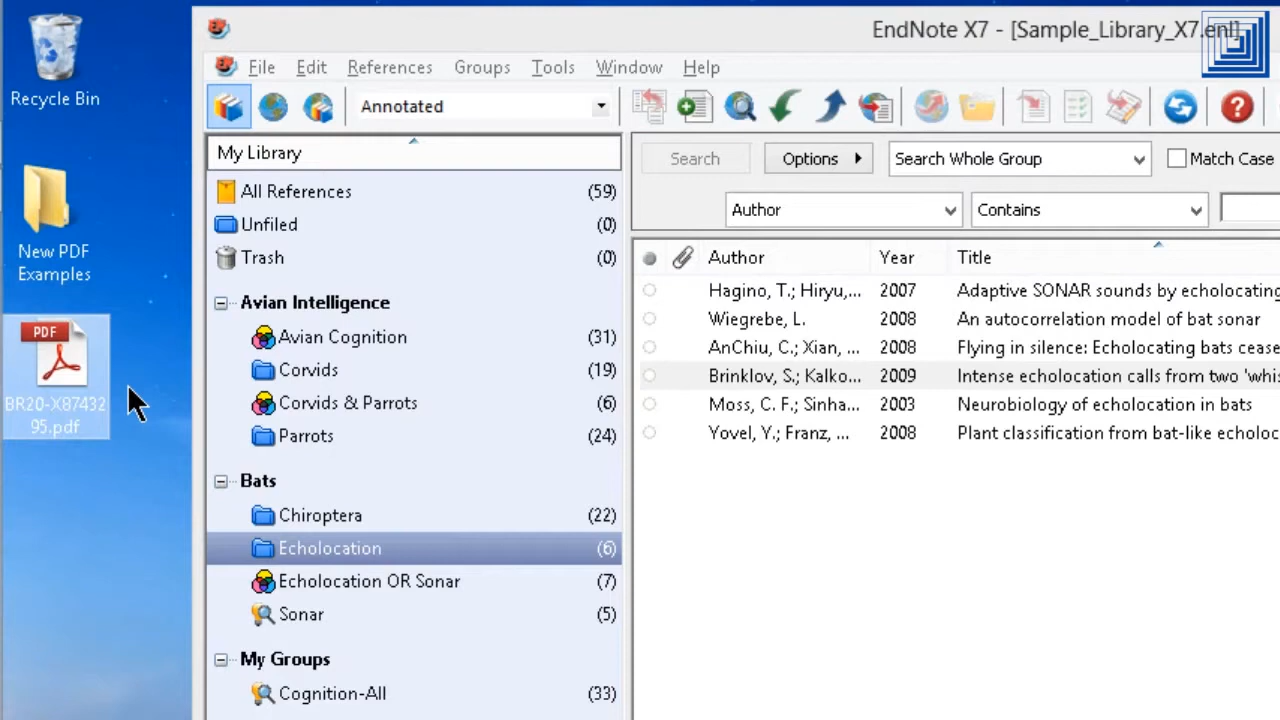 Recycle Bin
New PDF
Examples
BR20-X87432
95.pdf
EndNote X7 - [Sample_Library_X7.enl]
File Edit References Groups Tools Window Help
Annotated
My Library
All References (59)
Unfiled (0)
Trash (0)
Avian Intelligence
Avian Cognition (31)
Corvids (19)
Corvids & Parrots (6)
Parrots (24)
Bats
Chiroptera (22)
Echolocation (6)
Echolocation OR Sonar (7)
Sonar (5)
My Groups
Cognition-All (33)
Search Options Search Whole Group Match Case
Author Contains
Author Year Title
Hagino, T.; Hiryu,... 2007 Adaptive SONAR sounds by echolocating
Wiegrebe, L. 2008 An autocorrelation model of bat sonar
AnChiu, C.; Xian, ... 2008 Flying in silence: Echolocating bats cease
Brinklov, S.; Kalko... 2009 Intense echolocation calls from two 'whis
Moss, C. F.; Sinha... 2003 Neurobiology of echolocation in bats
Yovel, Y.; Franz, ... 2008 Plant classification from bat-like echoloc
PDF